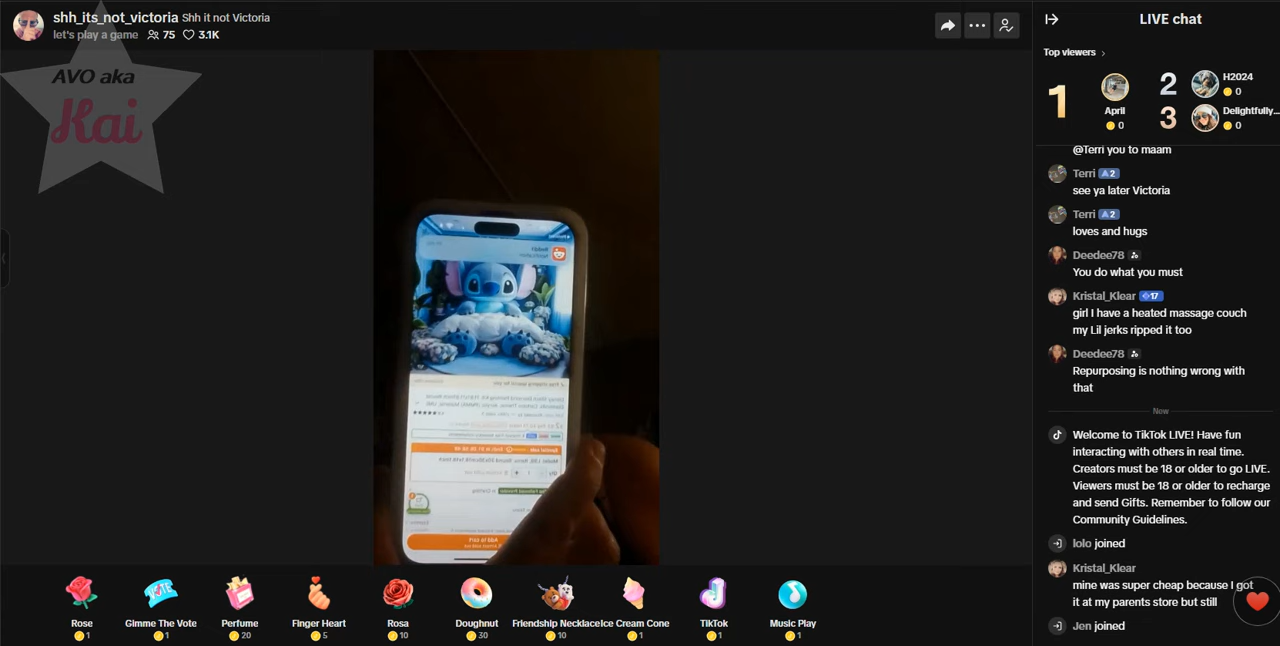 shh_its_not_victoria Shh it not Victoria
let's play a game 75 3.1K
AVO aka
Kai
LIVE chat
Top viewers
1
April
0
2
H2024
0
3
Delightfully...
0
@Terri you to maam
Terri 2
see ya later Victoria
Terri 2
loves and hugs
Deedee78
You do what you must
Kristal_Klear 17
girl I have a heated massage couch
my Lil jerks ripped it too
Deedee78
Repurposing is nothing wrong with
that
Now
Welcome to TikTok LIVE! Have fun
interacting with others in real time.
Creators must be 18 or older to go LIVE.
Viewers must be 18 or older to recharge
and send Gifts. Remember to follow our
Community Guidelines.
lolo joined
Kristal_Klear
mine was super cheap because I got
it at my parents store but still
Jen joined
Add to cart
Rose
1
VOTE
Gimme The Vote
1
Perfume
20
Finger Heart
5
Rosa
10
Doughnut
30
Friendship Necklace
10
Ice Cream Cone
1
TikTok
1
Music Play
1